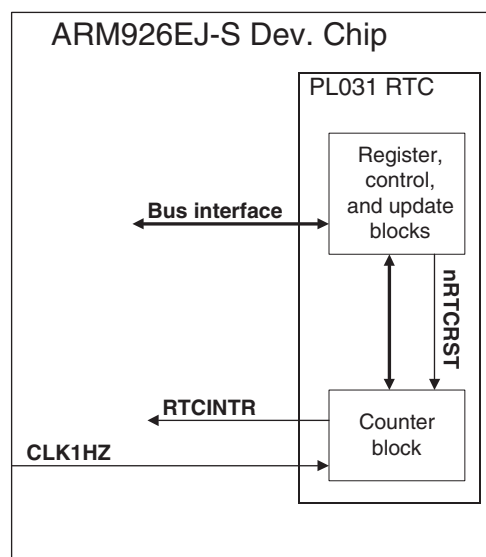 ARM926EJ-S Dev. Chip
PL031 RTC
Register,
control,
and update
blocks
Bus interface
nRTCRST
RTCINTR
Counter
block
CLK1HZ